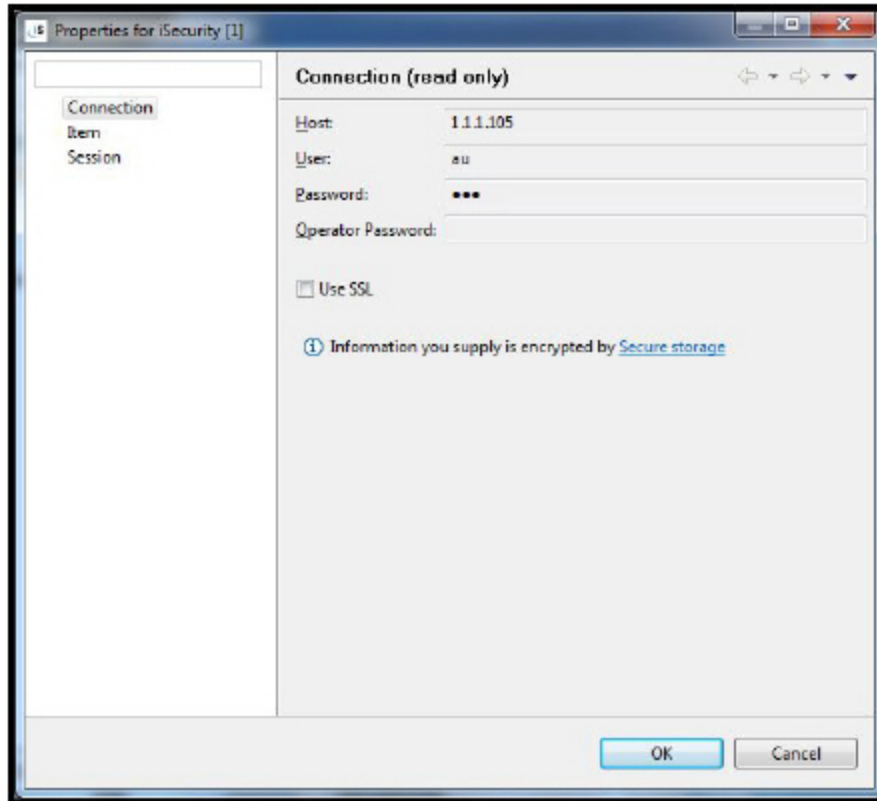 Properties for iSecurity [1]
Connection
Item
Session
Connection (read only)
Host: 1.1.1.105
User: au
Password: •••
Operator Password:
Use SSL
Information you supply is encrypted by Secure storage
OK Cancel